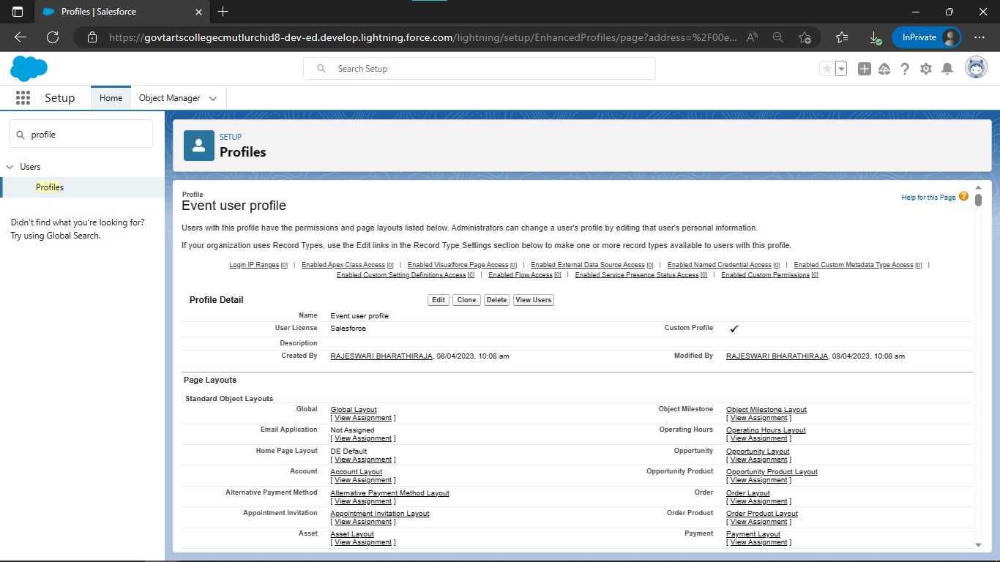 Profiles | Salesforce
https://govtartscollegecmutlurchid8-dev-ed.develop.lightning.force.com/lightning/setup/EnhancedProfiles/page?address=%2F00e...
InPrivate
Search Setup
Setup
Home
Object Manager
profile
Users
Profiles
Didn't find what you're looking for?
Try using Global Search.
SETUP
Profiles
Profile
Event user profile
Help for this Page
Users with this profile have the permissions and page layouts listed below. Administrators can change a user's profile by editing that user's personal information.
If your organization uses Record Types, use the Edit links in the Record Type Settings section below to make one or more record types available to users with this profile.
Login IP Ranges [0] | Enabled Apex Class Access [0] | Enabled Visualforce Page Access [0] | Enabled External Data Source Access [0] | Enabled Named Credential Access [0] | Enabled Custom Metadata Type Access [0] |
Enabled Custom Setting Definitions Access [0] | Enabled Flow Access [0] | Enabled Service Presence Status Access [0] | Enabled Custom Permissions [0]
Profile Detail Edit Clone Delete View Users
Name Event user profile
User License Salesforce Custom Profile ✓
Description
Created By RAJESWARI BHARATHIRAJA, 08/04/2023, 10:08 am Modified By RAJESWARI BHARATHIRAJA, 08/04/2023, 10:08 am
Page Layouts
Standard Object Layouts
Global Global Layout Object Milestone Object Milestone Layout
[ View Assignment ] [ View Assignment ]
Email Application Not Assigned Operating Hours Operating Hours Layout
[ View Assignment ] [ View Assignment ]
Home Page Layout DE Default Opportunity Opportunity Layout
[ View Assignment ] [ View Assignment ]
Account Account Layout Opportunity Product Opportunity Product Layout
[ View Assignment ] [ View Assignment ]
Alternative Payment Method Alternative Payment Method Layout Order Order Layout
[ View Assignment ] [ View Assignment ]
Appointment Invitation Appointment Invitation Layout Order Product Order Product Layout
[ View Assignment ] [ View Assignment ]
Asset Asset Layout Payment Payment Layout
[ View Assignment ] [ View Assignment ]